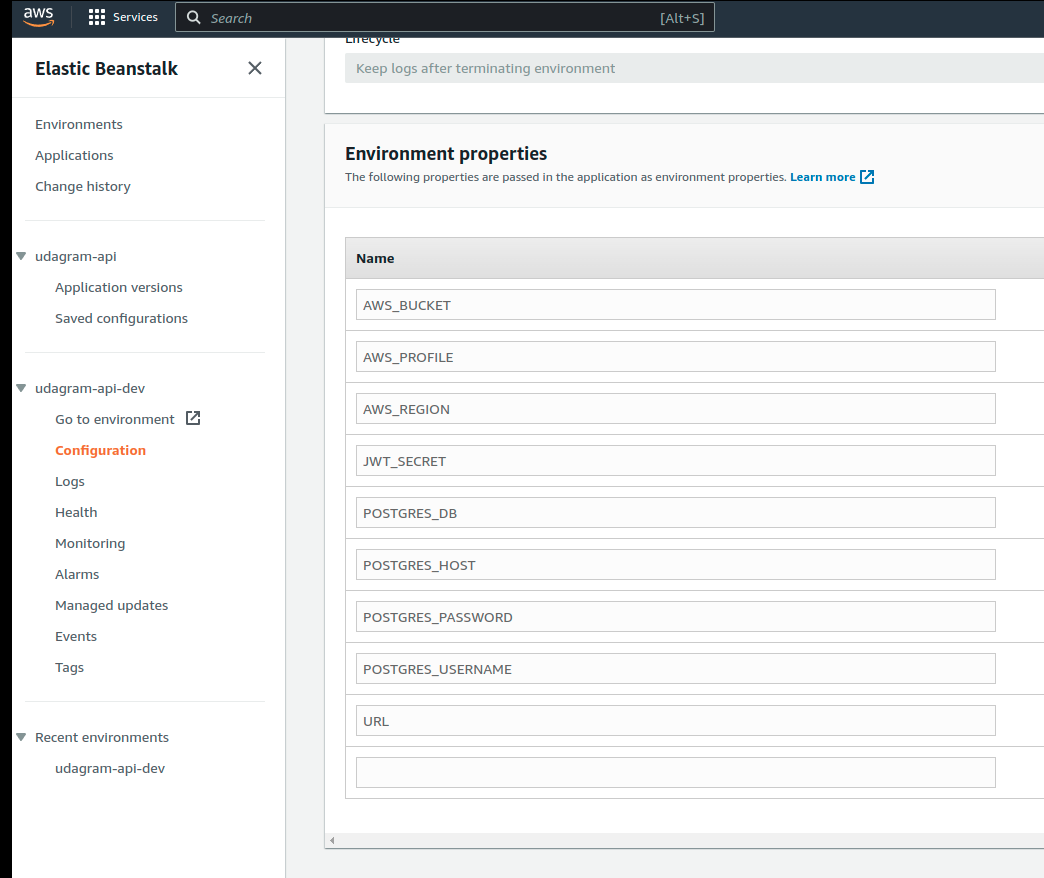 aws
Services
Search
[Alt+S]
Elastic Beanstalk
Environments
Applications
Change history
udagram-api
Application versions
Saved configurations
udagram-api-dev
Go to environment
Configuration
Logs
Health
Monitoring
Alarms
Managed updates
Events
Tags
Recent environments
udagram-api-dev
Lifecycle
Keep logs after terminating environment
Environment properties
The following properties are passed in the application as environment properties. Learn more
Name
AWS_BUCKET
AWS_PROFILE
AWS_REGION
JWT_SECRET
POSTGRES_DB
POSTGRES_HOST
POSTGRES_PASSWORD
POSTGRES_USERNAME
URL